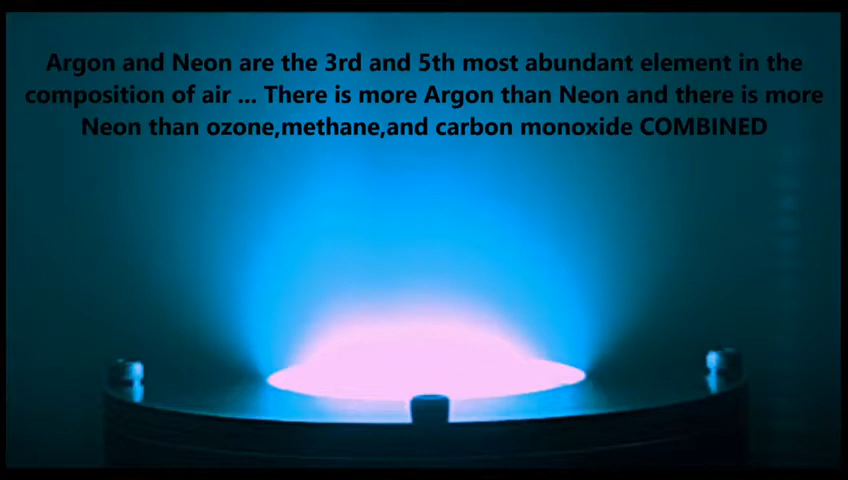 Argon and Neon are the 3rd and 5th most abundant element in the
composition of air ... There is more Argon than Neon and there is more
Neon than ozone,methane,and carbon monoxide COMBINED